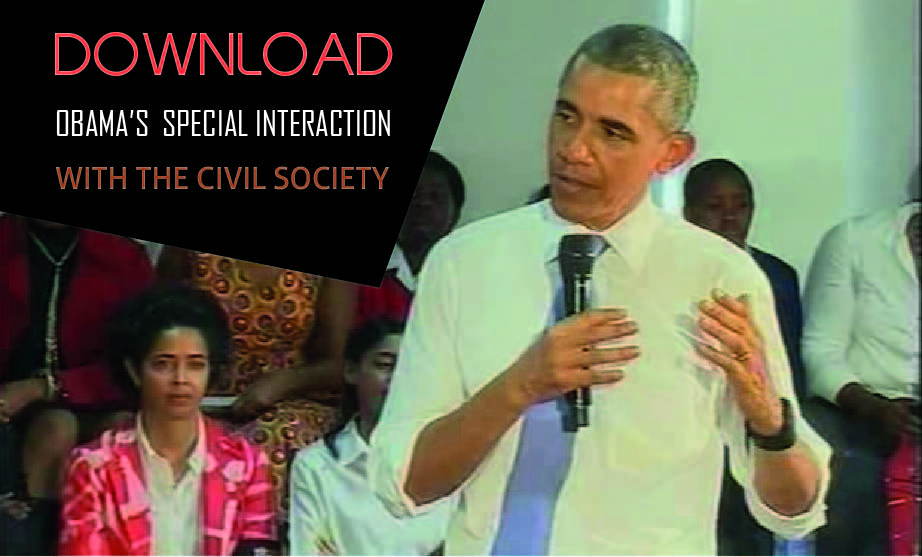 DOWNLOAD
OBAMA'S SPECIAL INTERACTION
WITH THE CIVIL SOCIETY